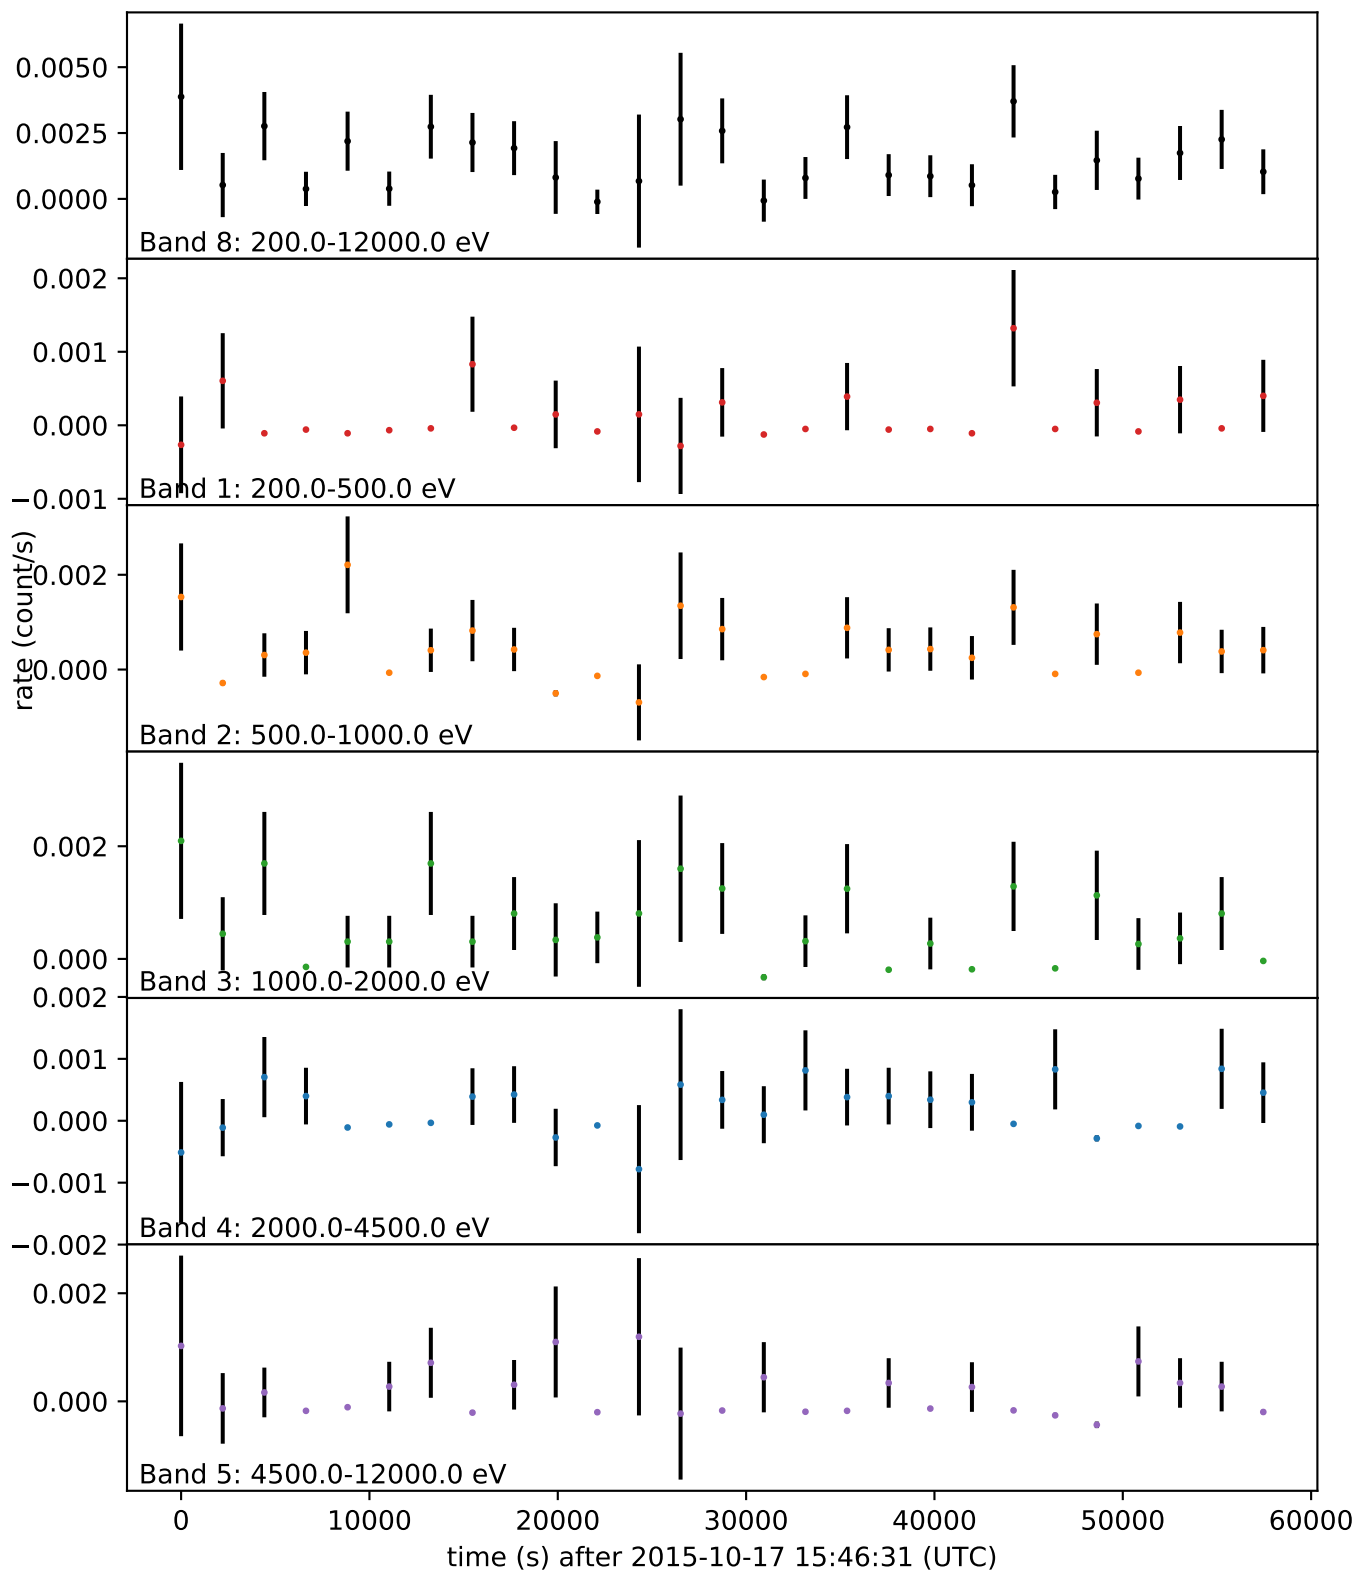 0.0050
0.0025
0.0000
Band 8: 200.0-12000.0 eV
0.002
0.001
0.000
−0.001
Band 1: 200.0-500.0 eV
rate (count/s)
0.002
0.000
Band 2: 500.0-1000.0 eV
0.002
0.000
Band 3: 1000.0-2000.0 eV
0.002
0.001
0.000
−0.001
−0.002
Band 4: 2000.0-4500.0 eV
0.002
0.000
Band 5: 4500.0-12000.0 eV
0 10000 20000 30000 40000 50000 60000
time (s) after 2015-10-17 15:46:31 (UTC)